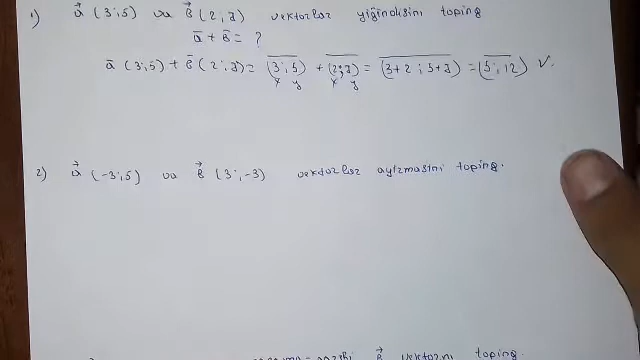 1) a⃗ (3;5) va b⃗ (2;7) vektorlar yig'indisini toping
a̅ + b̅ = ?
a̅ (3;5) + b̅ (2;7) = (3;5) + (2;7) = (3+2 ; 5+7) = (5;12) ✓.
x y x y
2) a⃗ (-3;5) va b⃗ (3;-3) vektorlar ayirmasini toping.
b⃗ vektorni toping.